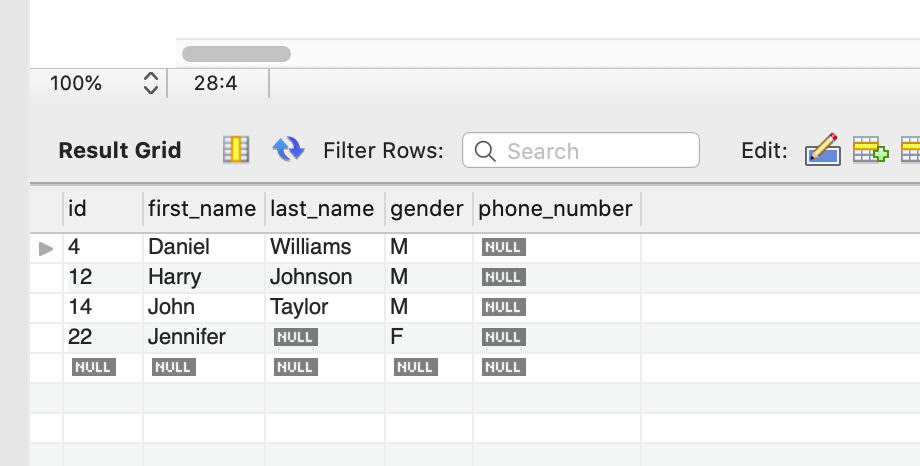 100% 28:4
Result Grid Filter Rows: Search Edit:
id first_name last_name gender phone_number
4 Daniel Williams M NULL
12 Harry Johnson M NULL
14 John Taylor M NULL
22 Jennifer NULL F NULL
NULL NULL NULL NULL NULL